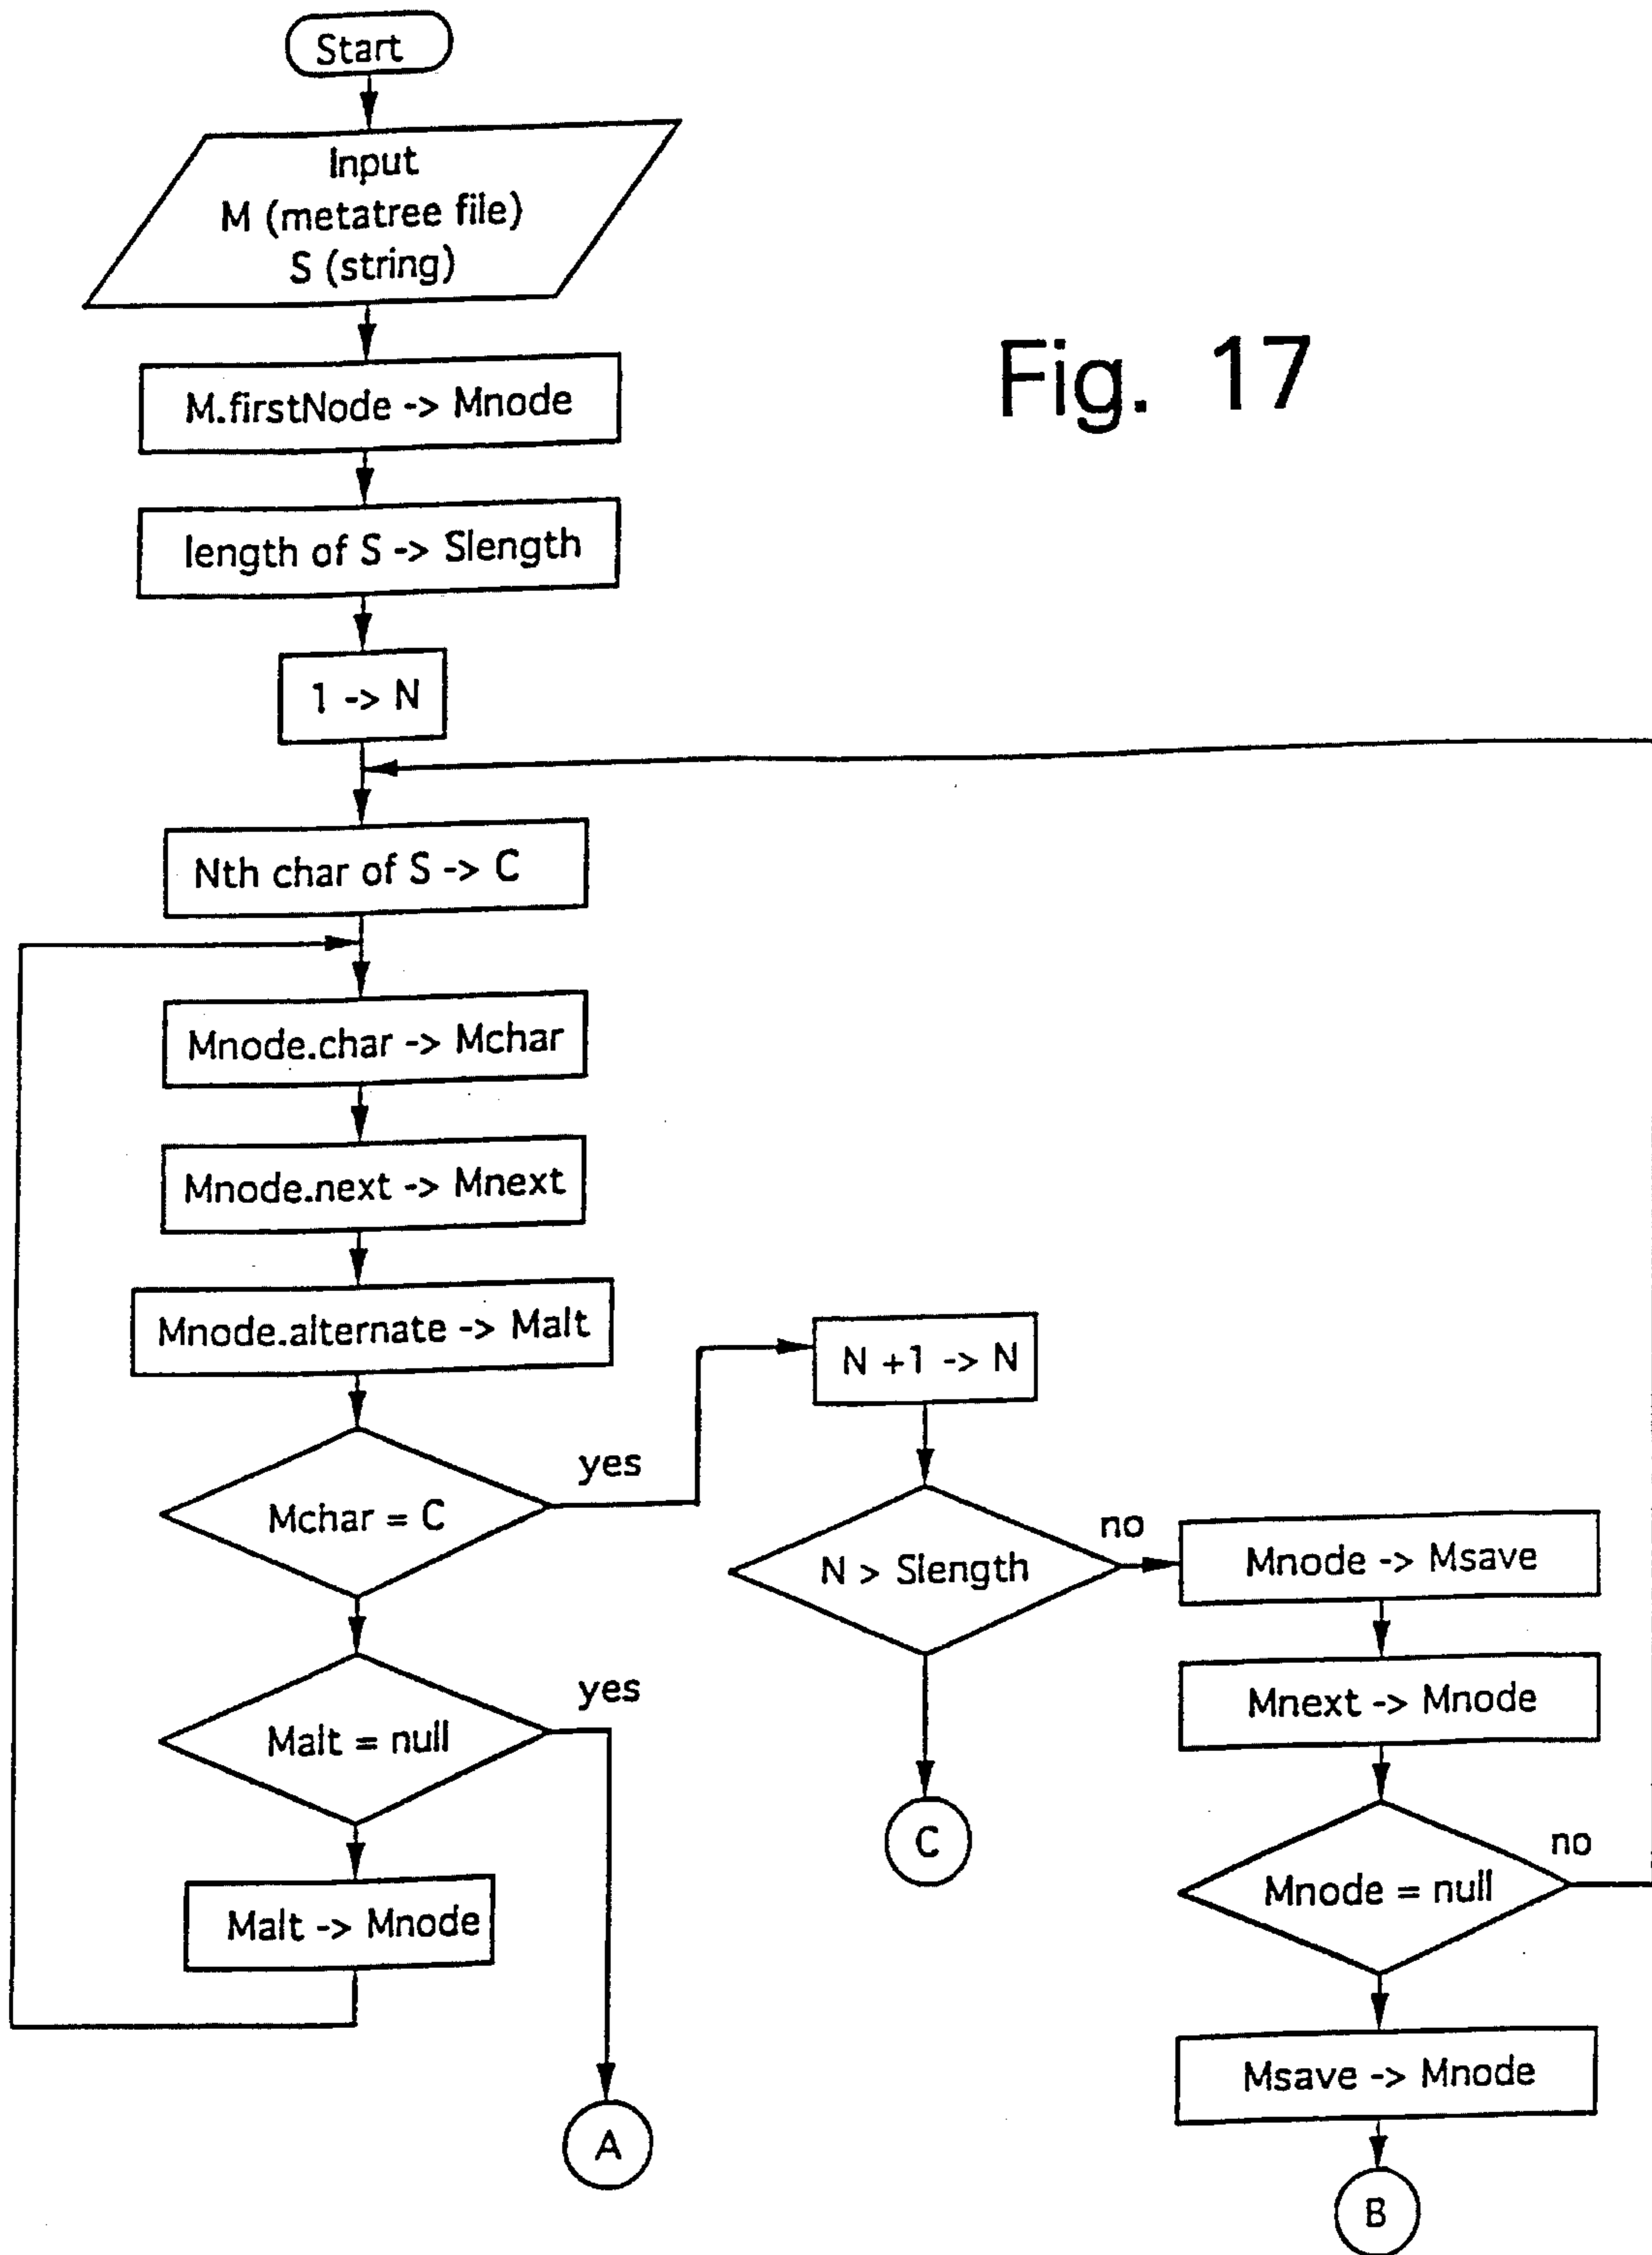 Start
Input
M (metatree file)
S (string)
Fig. 17
M.firstNode -> Mnode
length of S -> Slength
1 -> N
Nth char of S -> C
Mnode.char -> Mchar
Mnode.next -> Mnext
Mnode.alternate -> Malt
Mchar = C
yes
Malt = null
yes
Malt -> Mnode
A
N +1 -> N
N > Slength
no
C
Mnode -> Msave
Mnext -> Mnode
Mnode = null
no
Msave -> Mnode
B